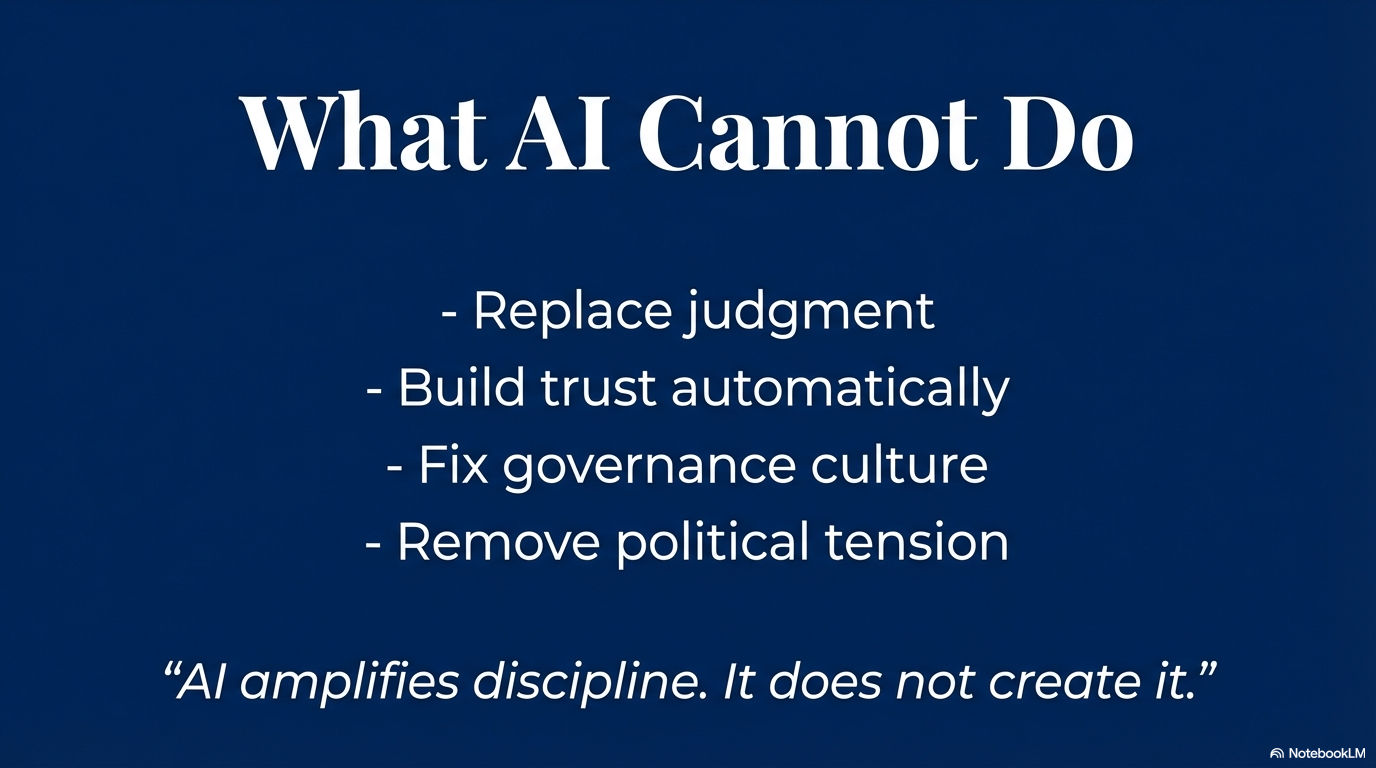 What AI Cannot Do
- Replace judgment
- Build trust automatically
- Fix governance culture
- Remove political tension
“AI amplifies discipline. It does not create it.”
NotebookLM